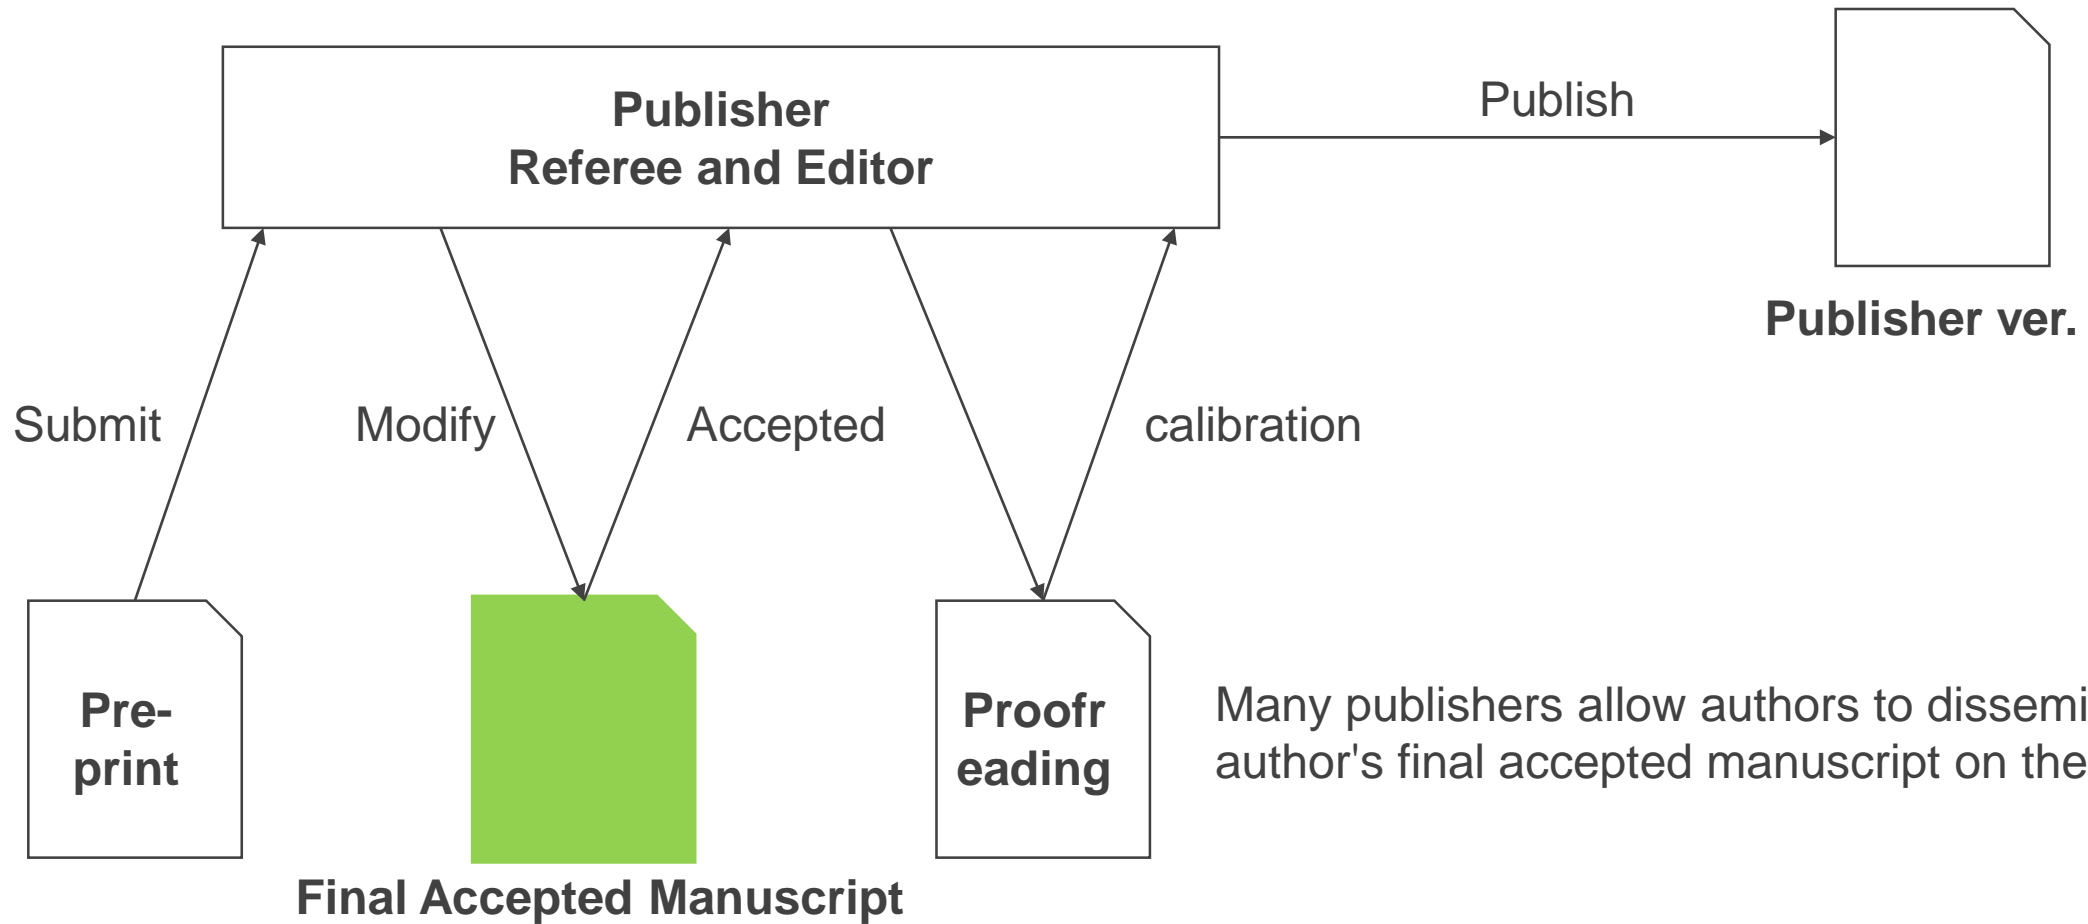 Publisher
Referee and Editor
Publish
Publisher ver.
Submit
Modify
Accepted
calibration
Pre-
print
Proofr
eading
Many publishers allow authors to dissemi
author's final accepted manuscript on the
Final Accepted Manuscript